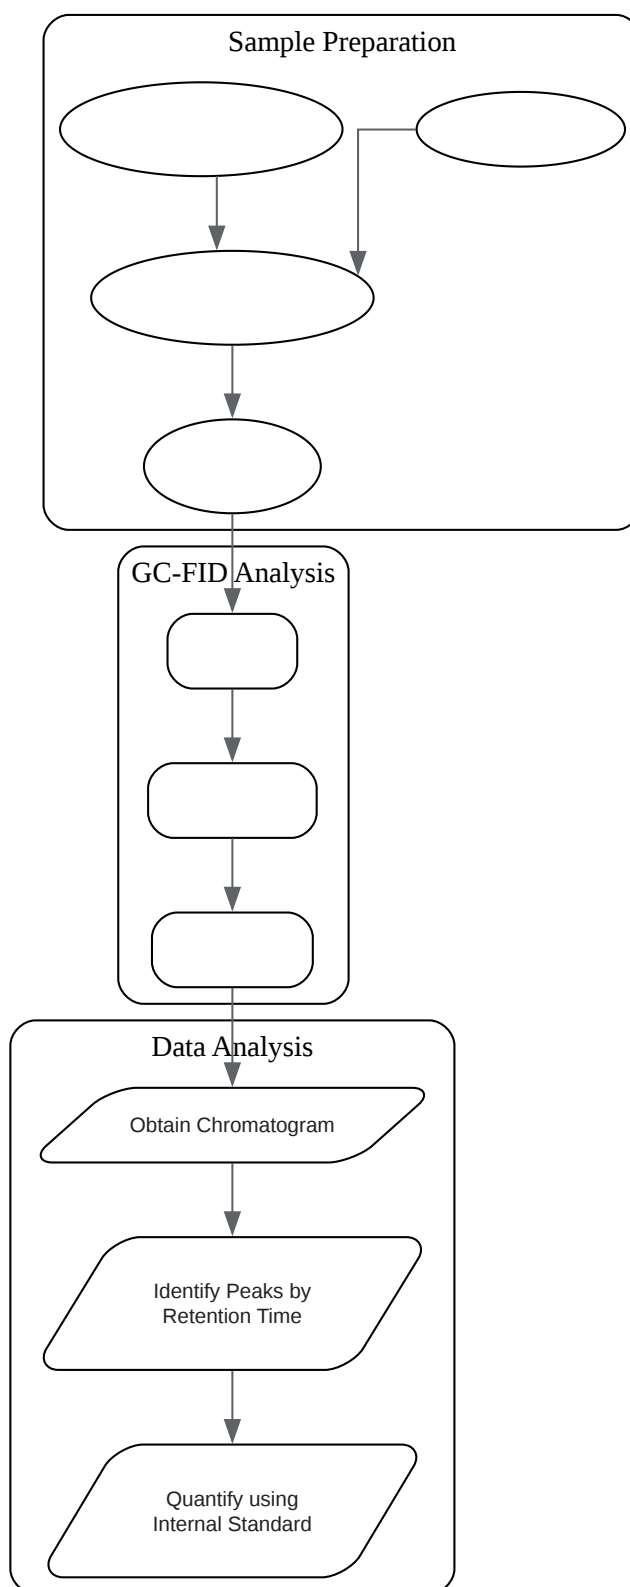 Sample Preparation
GC-FID Analysis
Data Analysis
Obtain Chromatogram
Identify Peaks by
Retention Time
Quantify using
Internal Standard